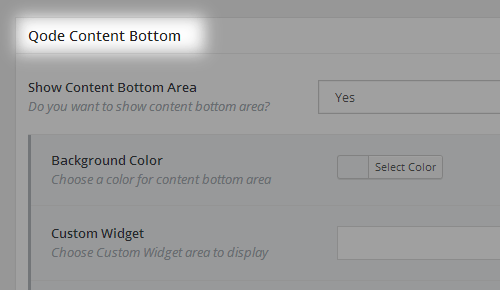 Qode Content Bottom
Show Content Bottom Area
Do you want to show content bottom area?
Yes
Background Color
Choose a color for content bottom area
Select Color
Custom Widget
Choose Custom Widget area to display